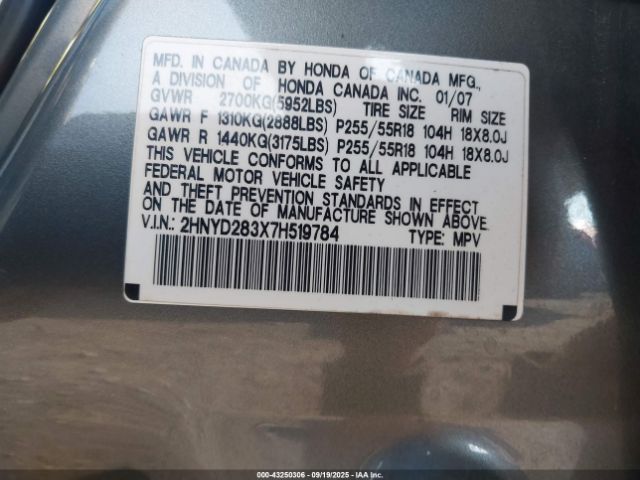 MFD. IN CANADA BY HONDA OF CANADA MFG.,
A DIVISION OF HONDA CANADA INC. 01/07
GVWR 2700KG(5952LBS) TIRE SIZE RIM SIZE
GAWR F 1310KG(2888LBS) P255/55R18 104H 18X8.0J
GAWR R 1440KG(3175LBS) P255/55R18 104H 18X8.0J
THIS VEHICLE CONFORMS TO ALL APPLICABLE
FEDERAL MOTOR VEHICLE SAFETY
AND THEFT PREVENTION STANDARDS IN EFFECT
ON THE DATE OF MANUFACTURE SHOWN ABOVE.
V.I.N.: 2HNYD283X7H519784 TYPE: MPV
000-43250306 - 09/19/2025 - IAA, Inc.